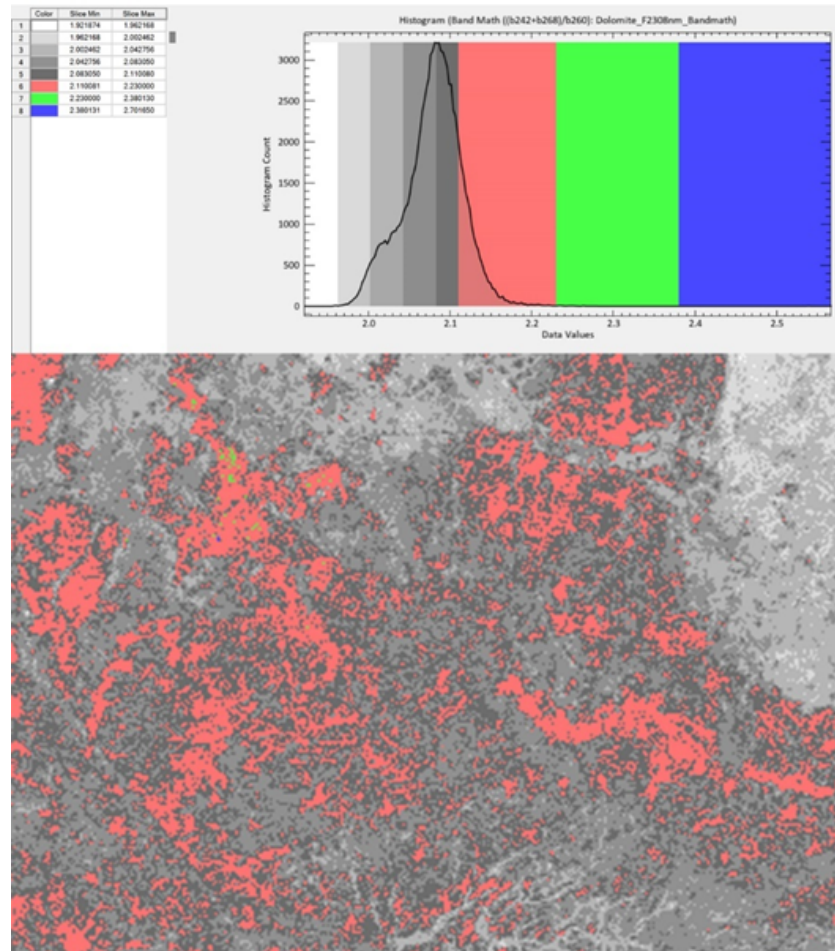 Color Slice Min Slice Max
1 1.921874 1.962168
2 1.962168 2.002462
3 2.002462 2.042756
4 2.042756 2.083050
5 2.083050 2.110080
6 2.110081 2.230000
7 2.230000 2.380130
8 2.380131 2.701650
Histogram (Band Math ((b242+b268)/b260): Dolomite_F2308nm_Bandmath)
Histogram Count
3000
2500
2000
1500
1000
500
0
2.0 2.1 2.2 2.3 2.4 2.5
Data Values